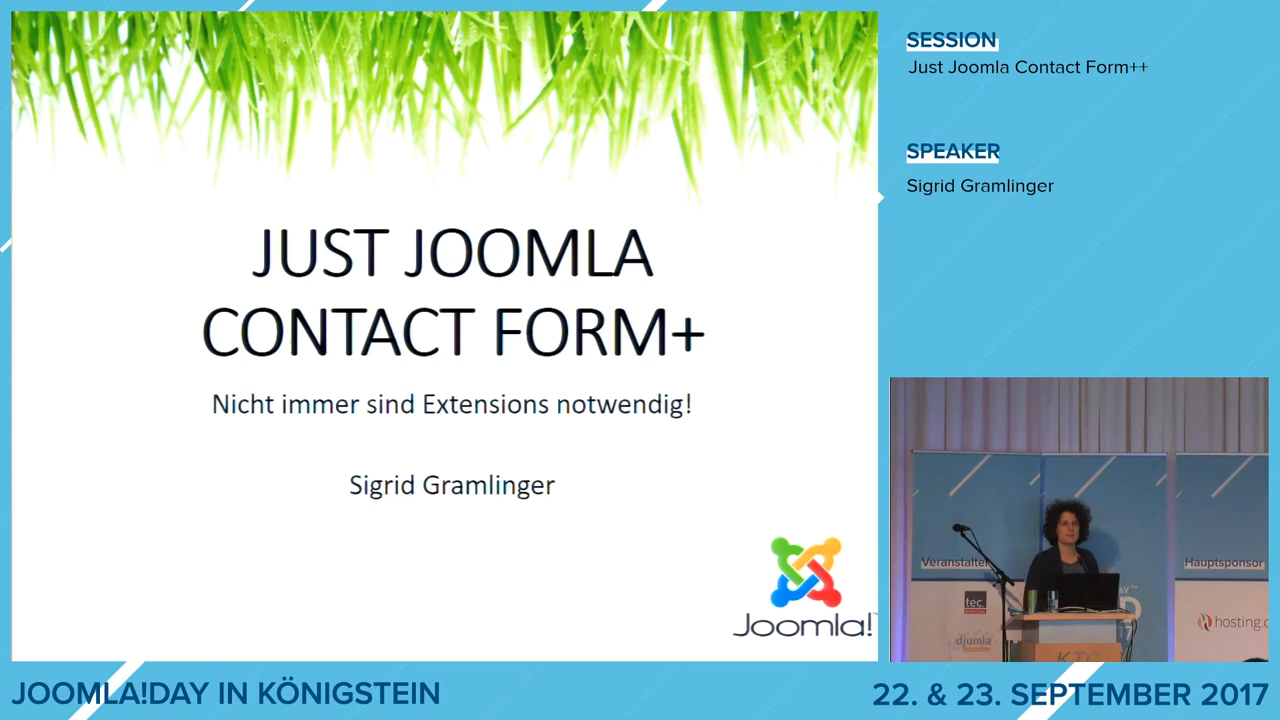 JUST JOOMLA
CONTACT FORM+
Nicht immer sind Extensions notwendig!
Sigrid Gramlinger
Joomla!
SESSION
Just Joomla Contact Form++
SPEAKER
Sigrid Gramlinger
Veranstalter
Hauptsponsor
tec.
djumla
hosting.
KTC
JOOMLA!DAY IN KÖNIGSTEIN
22. & 23. SEPTEMBER 2017